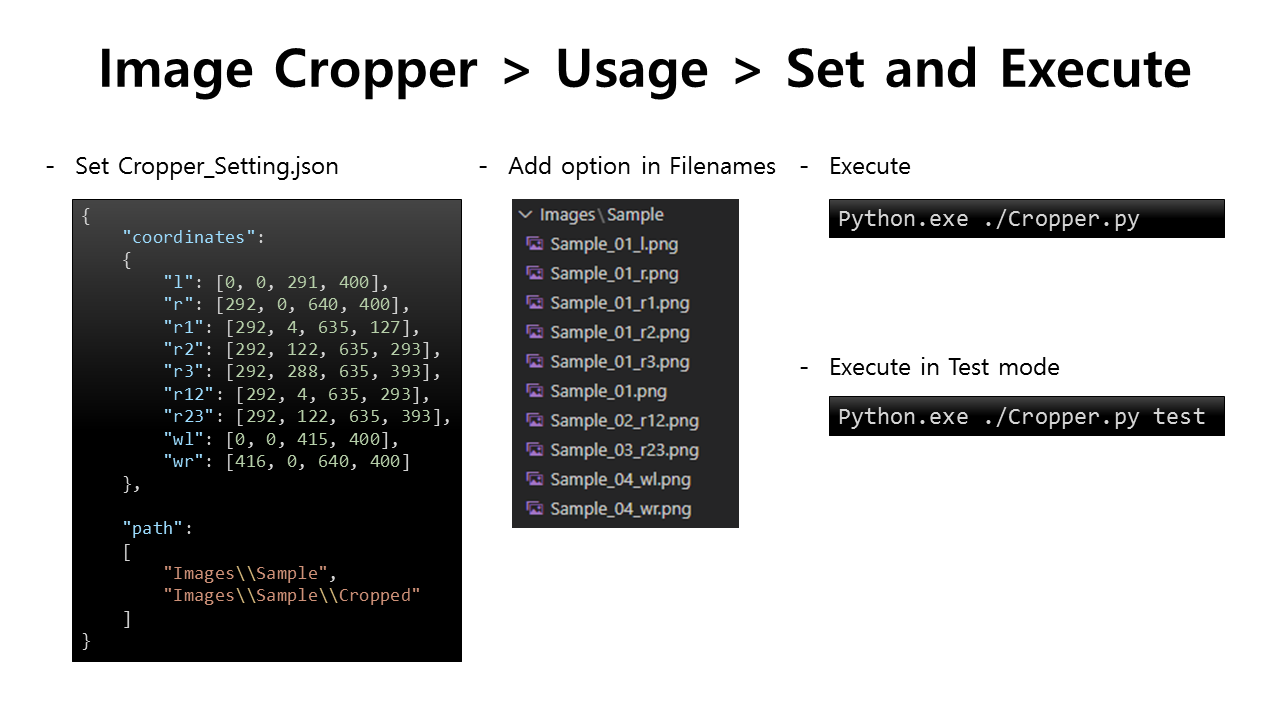 Image Cropper > Usage > Set and Execute
- Set Cropper_Setting.json
{
    "coordinates":
    {
        "l": [0, 0, 291, 400],
        "r": [292, 0, 640, 400],
        "r1": [292, 4, 635, 127],
        "r2": [292, 122, 635, 293],
        "r3": [292, 288, 635, 393],
        "r12": [292, 4, 635, 293],
        "r23": [292, 122, 635, 393],
        "wl": [0, 0, 415, 400],
        "wr": [416, 0, 640, 400]
    },
    "path":
    [
        "Images\\Sample",
        "Images\\Sample\\Cropped"
    ]
}
- Add option in Filenames
Images\Sample
Sample_01_l.png
Sample_01_r.png
Sample_01_r1.png
Sample_01_r2.png
Sample_01_r3.png
Sample_01.png
Sample_02_r12.png
Sample_03_r23.png
Sample_04_wl.png
Sample_04_wr.png
- Execute
Python.exe ./Cropper.py
- Execute in Test mode
Python.exe ./Cropper.py test